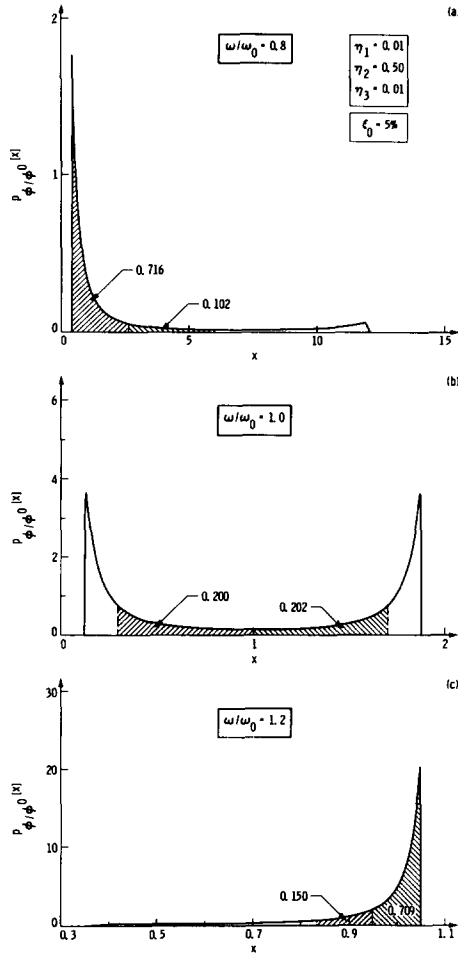 (a)
2
ω/ω₀ = 0.8
η₁ = 0.01
η₂ = 0.50
η₃ = 0.01
ξ₀ = 5%
p ϕ/ϕ⁰ [x]
1
0.716
0.102
0
0 5 10 15
x
(b)
6
ω/ω₀ = 1.0
4
p ϕ/ϕ⁰ [x]
2
0.200
0.202
0
0 1 2
x
(c)
30
ω/ω₀ = 1.2
20
p ϕ/ϕ⁰ [x]
10
0.150
0.709
0
0.3 0.5 0.7 0.9 1.1
x